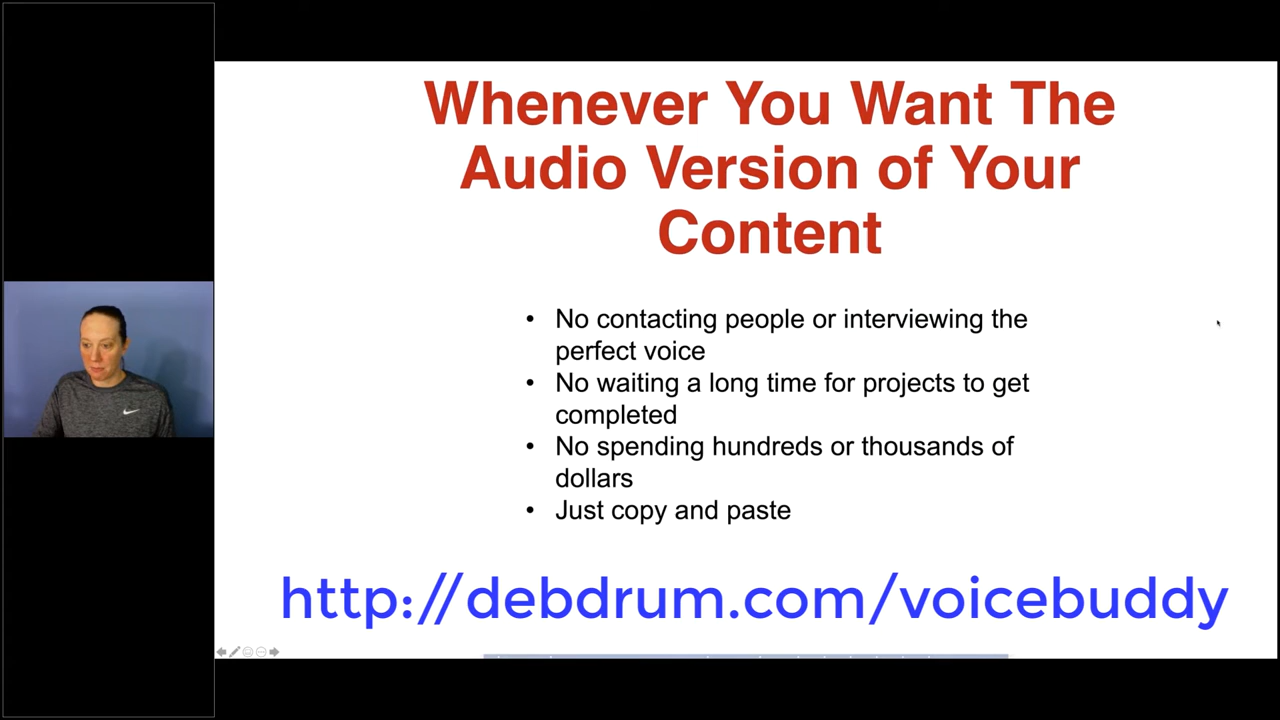 Whenever You Want The
Audio Version of Your
Content
• No contacting people or interviewing the
perfect voice
• No waiting a long time for projects to get
completed
• No spending hundreds or thousands of
dollars
• Just copy and paste
http://debdrum.com/voicebuddy